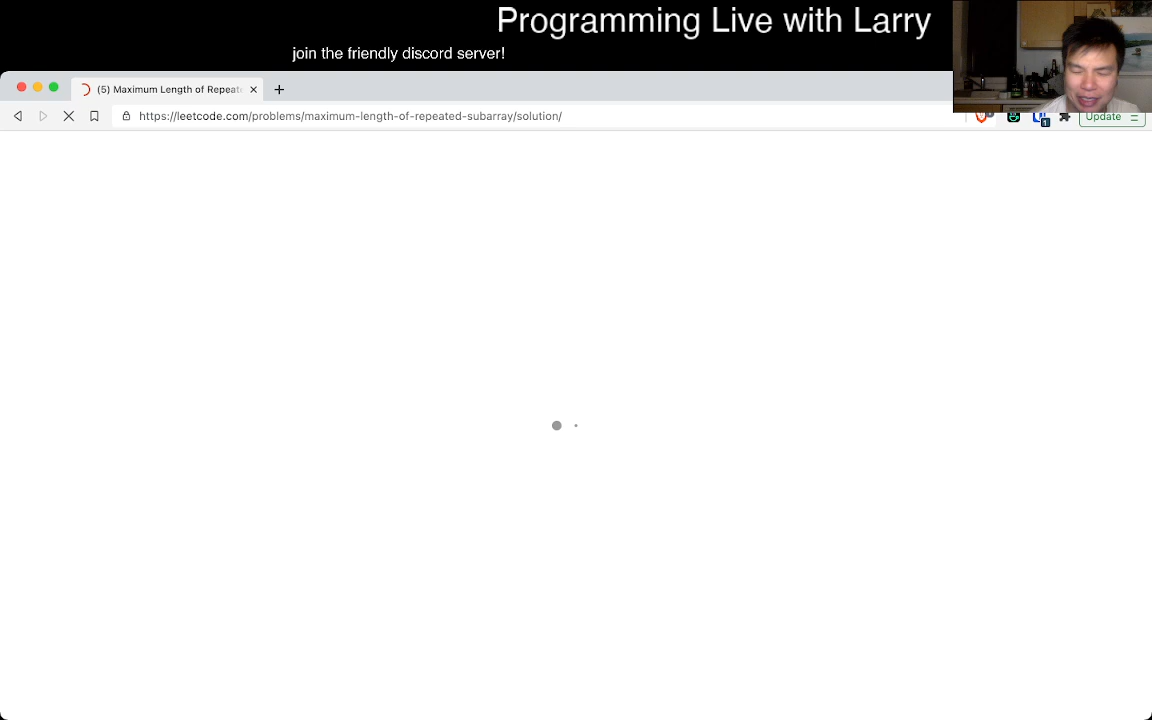 Programming Live with Larry
join the friendly discord server!
(5) Maximum Length of Repeat
https://leetcode.com/problems/maximum-length-of-repeated-subarray/solution/
1
Update